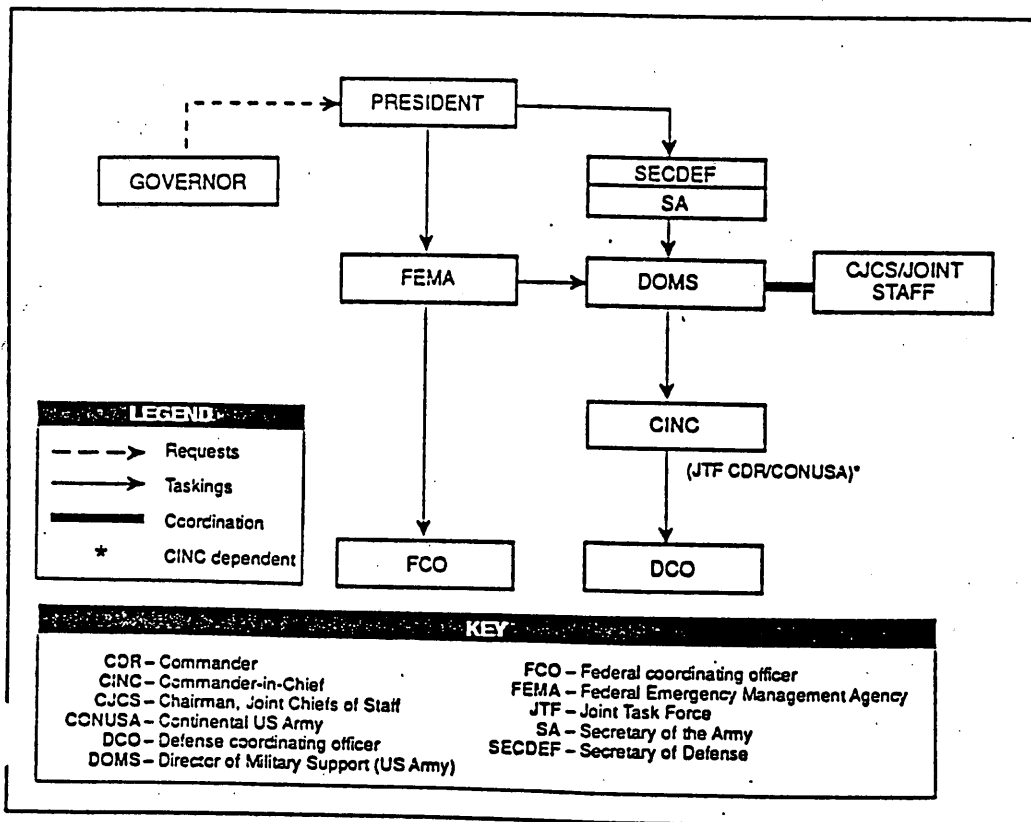 PRESIDENT
GOVERNOR
SECDEF
SA
FEMA
DOMS
CJCS/JOINT
STAFF
CINC
(JTF CDR/CONUSA)*
FCO
DCO
LEGEND
Requests
Taskings
Coordination
* CINC dependent
KEY
CDR – Commander
CINC – Commander-in-Chief
CJCS – Chairman, Joint Chiefs of Staff
CONUSA – Continental US Army
DCO – Defense coordinating officer
DOMS – Director of Military Support (US Army)
FCO – Federal coordinating officer
FEMA – Federal Emergency Management Agency
JTF – Joint Task Force
SA – Secretary of the Army
SECDEF – Secretary of Defense